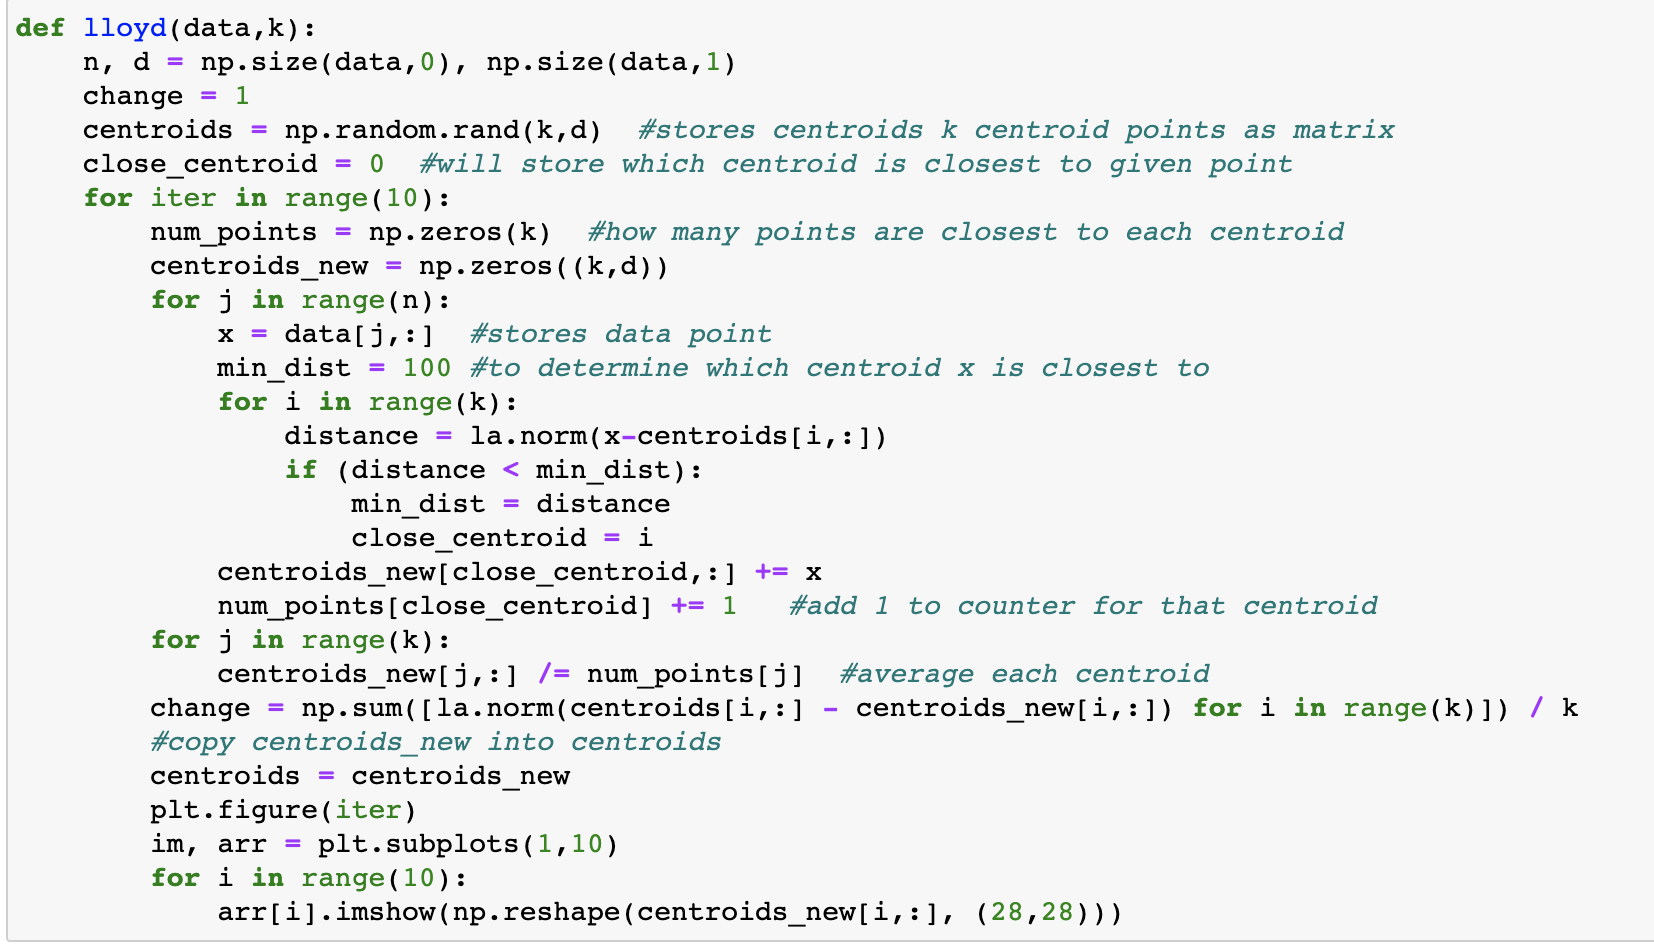 def lloyd(data,k):
    n, d = np.size(data,0), np.size(data,1)
    change = 1
    centroids = np.random.rand(k,d)  #stores centroids k centroid points as matrix
    close_centroid = 0  #will store which centroid is closest to given point
    for iter in range(10):
        num_points = np.zeros(k)  #how many points are closest to each centroid
        centroids_new = np.zeros((k,d))
        for j in range(n):
            x = data[j,:]  #stores data point
            min_dist = 100 #to determine which centroid x is closest to
            for i in range(k):
                distance = la.norm(x-centroids[i,:])
                if (distance < min_dist):
                    min_dist = distance
                    close_centroid = i
            centroids_new[close_centroid,:] += x
            num_points[close_centroid] += 1   #add 1 to counter for that centroid
        for j in range(k):
            centroids_new[j,:] /= num_points[j]  #average each centroid
        change = np.sum([la.norm(centroids[i,:] - centroids_new[i,:]) for i in range(k)]) / k
        #copy centroids_new into centroids
        centroids = centroids_new
        plt.figure(iter)
        im, arr = plt.subplots(1,10)
        for i in range(10):
            arr[i].imshow(np.reshape(centroids_new[i,:], (28,28)))